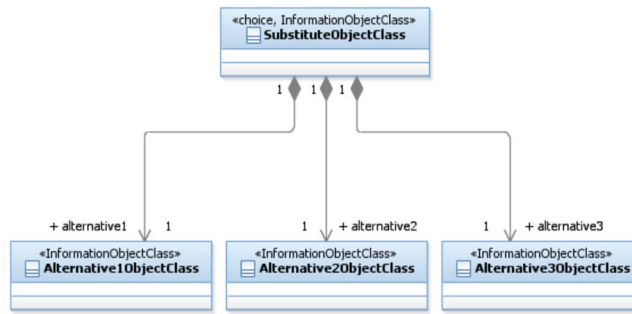 «choice, InformationObjectClass»
SubstituteObjectClass
1 1 1
+ alternative1 1 1 + alternative2 1 + alternative3
«InformationObjectClass» «InformationObjectClass» «InformationObjectClass»
Alternative1ObjectClass Alternative2ObjectClass Alternative3ObjectClass